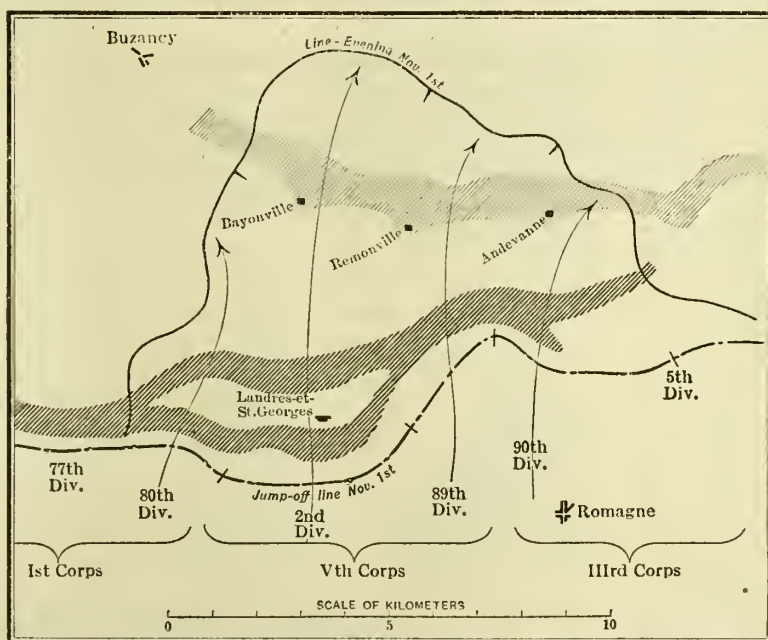 Buzancy
Line - Evening Nov. 1st
Bayonville
Remonville
Andevanne
Landres-et-
St.Georges
5th
Div.
77th
Div.
80th
Div.
Jump-off line Nov. 1st
2nd
Div.
89th
Div.
90th
Div.
Romagne
Ist Corps
Vth Corps
IIIrd Corps
SCALE OF KILOMETERS
0
5
10